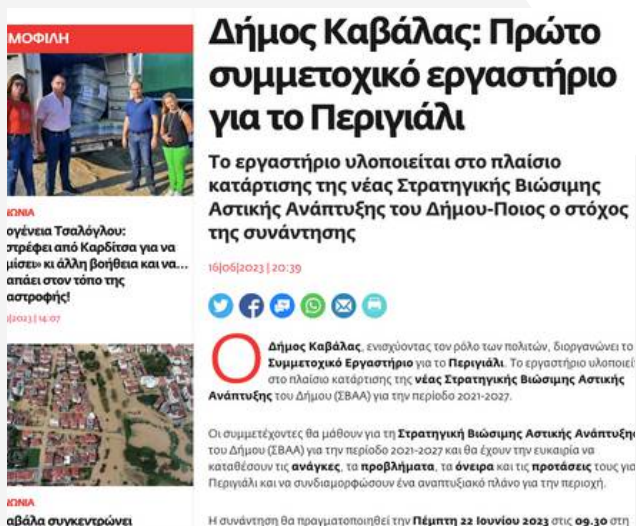 Δήμος Καβάλας: Πρώτο
συμμετοχικό εργαστήριο
για το Περιγιάλι
Το εργαστήριο υλοποιείται στο πλαίσιο
κατάρτισης της νέας Στρατηγικής Βιώσιμης
Αστικής Ανάπτυξης του Δήμου-Ποιος ο στόχος
της συνάντησης
16|06|2023 | 20:39
Ο Δήμος Καβάλας, ενισχύοντας τον ρόλο των πολιτών, διοργανώνει το
Συμμετοχικό Εργαστήριο για το Περιγιάλι. Το εργαστήριο υλοποιεί
στο πλαίσιο κατάρτισης της νέας Στρατηγικής Βιώσιμης Αστικής
Ανάπτυξης του Δήμου (ΣΒΑΑ) για την περίοδο 2021-2027.
Οι συμμετέχοντες θα μάθουν για τη Στρατηγική Βιώσιμης Αστικής Ανάπτυξη
του Δήμου (ΣΒΑΑ) για την περίοδο 2021-2027 και θα έχουν την ευκαιρία να
καταθέσουν τις ανάγκες, τα προβλήματα, τα όνειρα και τις προτάσεις τους για
Περιγιάλι και να συνδιαμορφώσουν ένα αναπτυξιακό πλάνο για την περιοχή.
Η συνάντηση θα πραγματοποιηθεί την Πέμπτη 22 Ιουνίου 2023 στις 09.30 στη
ΜΟΦΙΛΗ
ΝΩΝΙΑ
ογένεια Τσαλόγλου:
στρέφει από Καρδίτσα για να
μίσει» κι άλλη βοήθεια και να...
απάει στον τόπο της
αστροφής!
|2023 | 14:07
ΝΩΝΙΑ
αβάλα συγκεντρώνει